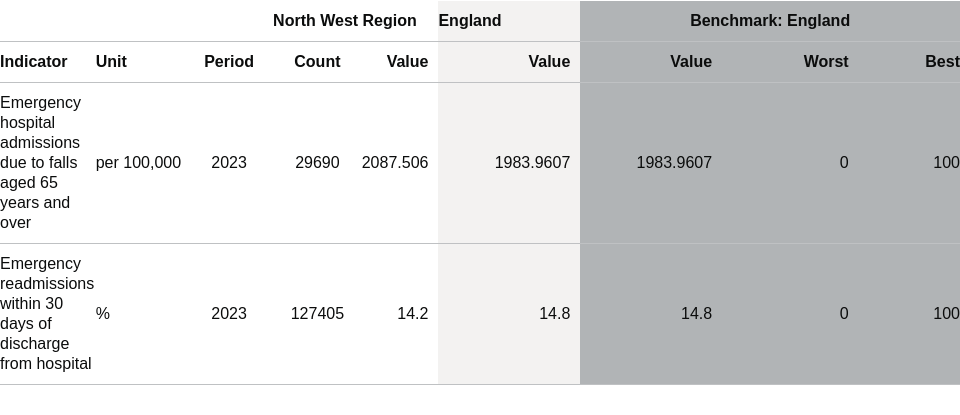 North West Region England Benchmark: England
Indicator Unit Period Count Value Value Value Worst Best
Emergency
hospital
admissions
due to falls per 100,000 2023 29690 2087.506 1983.9607 1983.9607 0 100
aged 65
years and
over
Emergency
readmissions
within 30 % 2023 127405 14.2 14.8 14.8 0 100
days of
discharge
from hospital